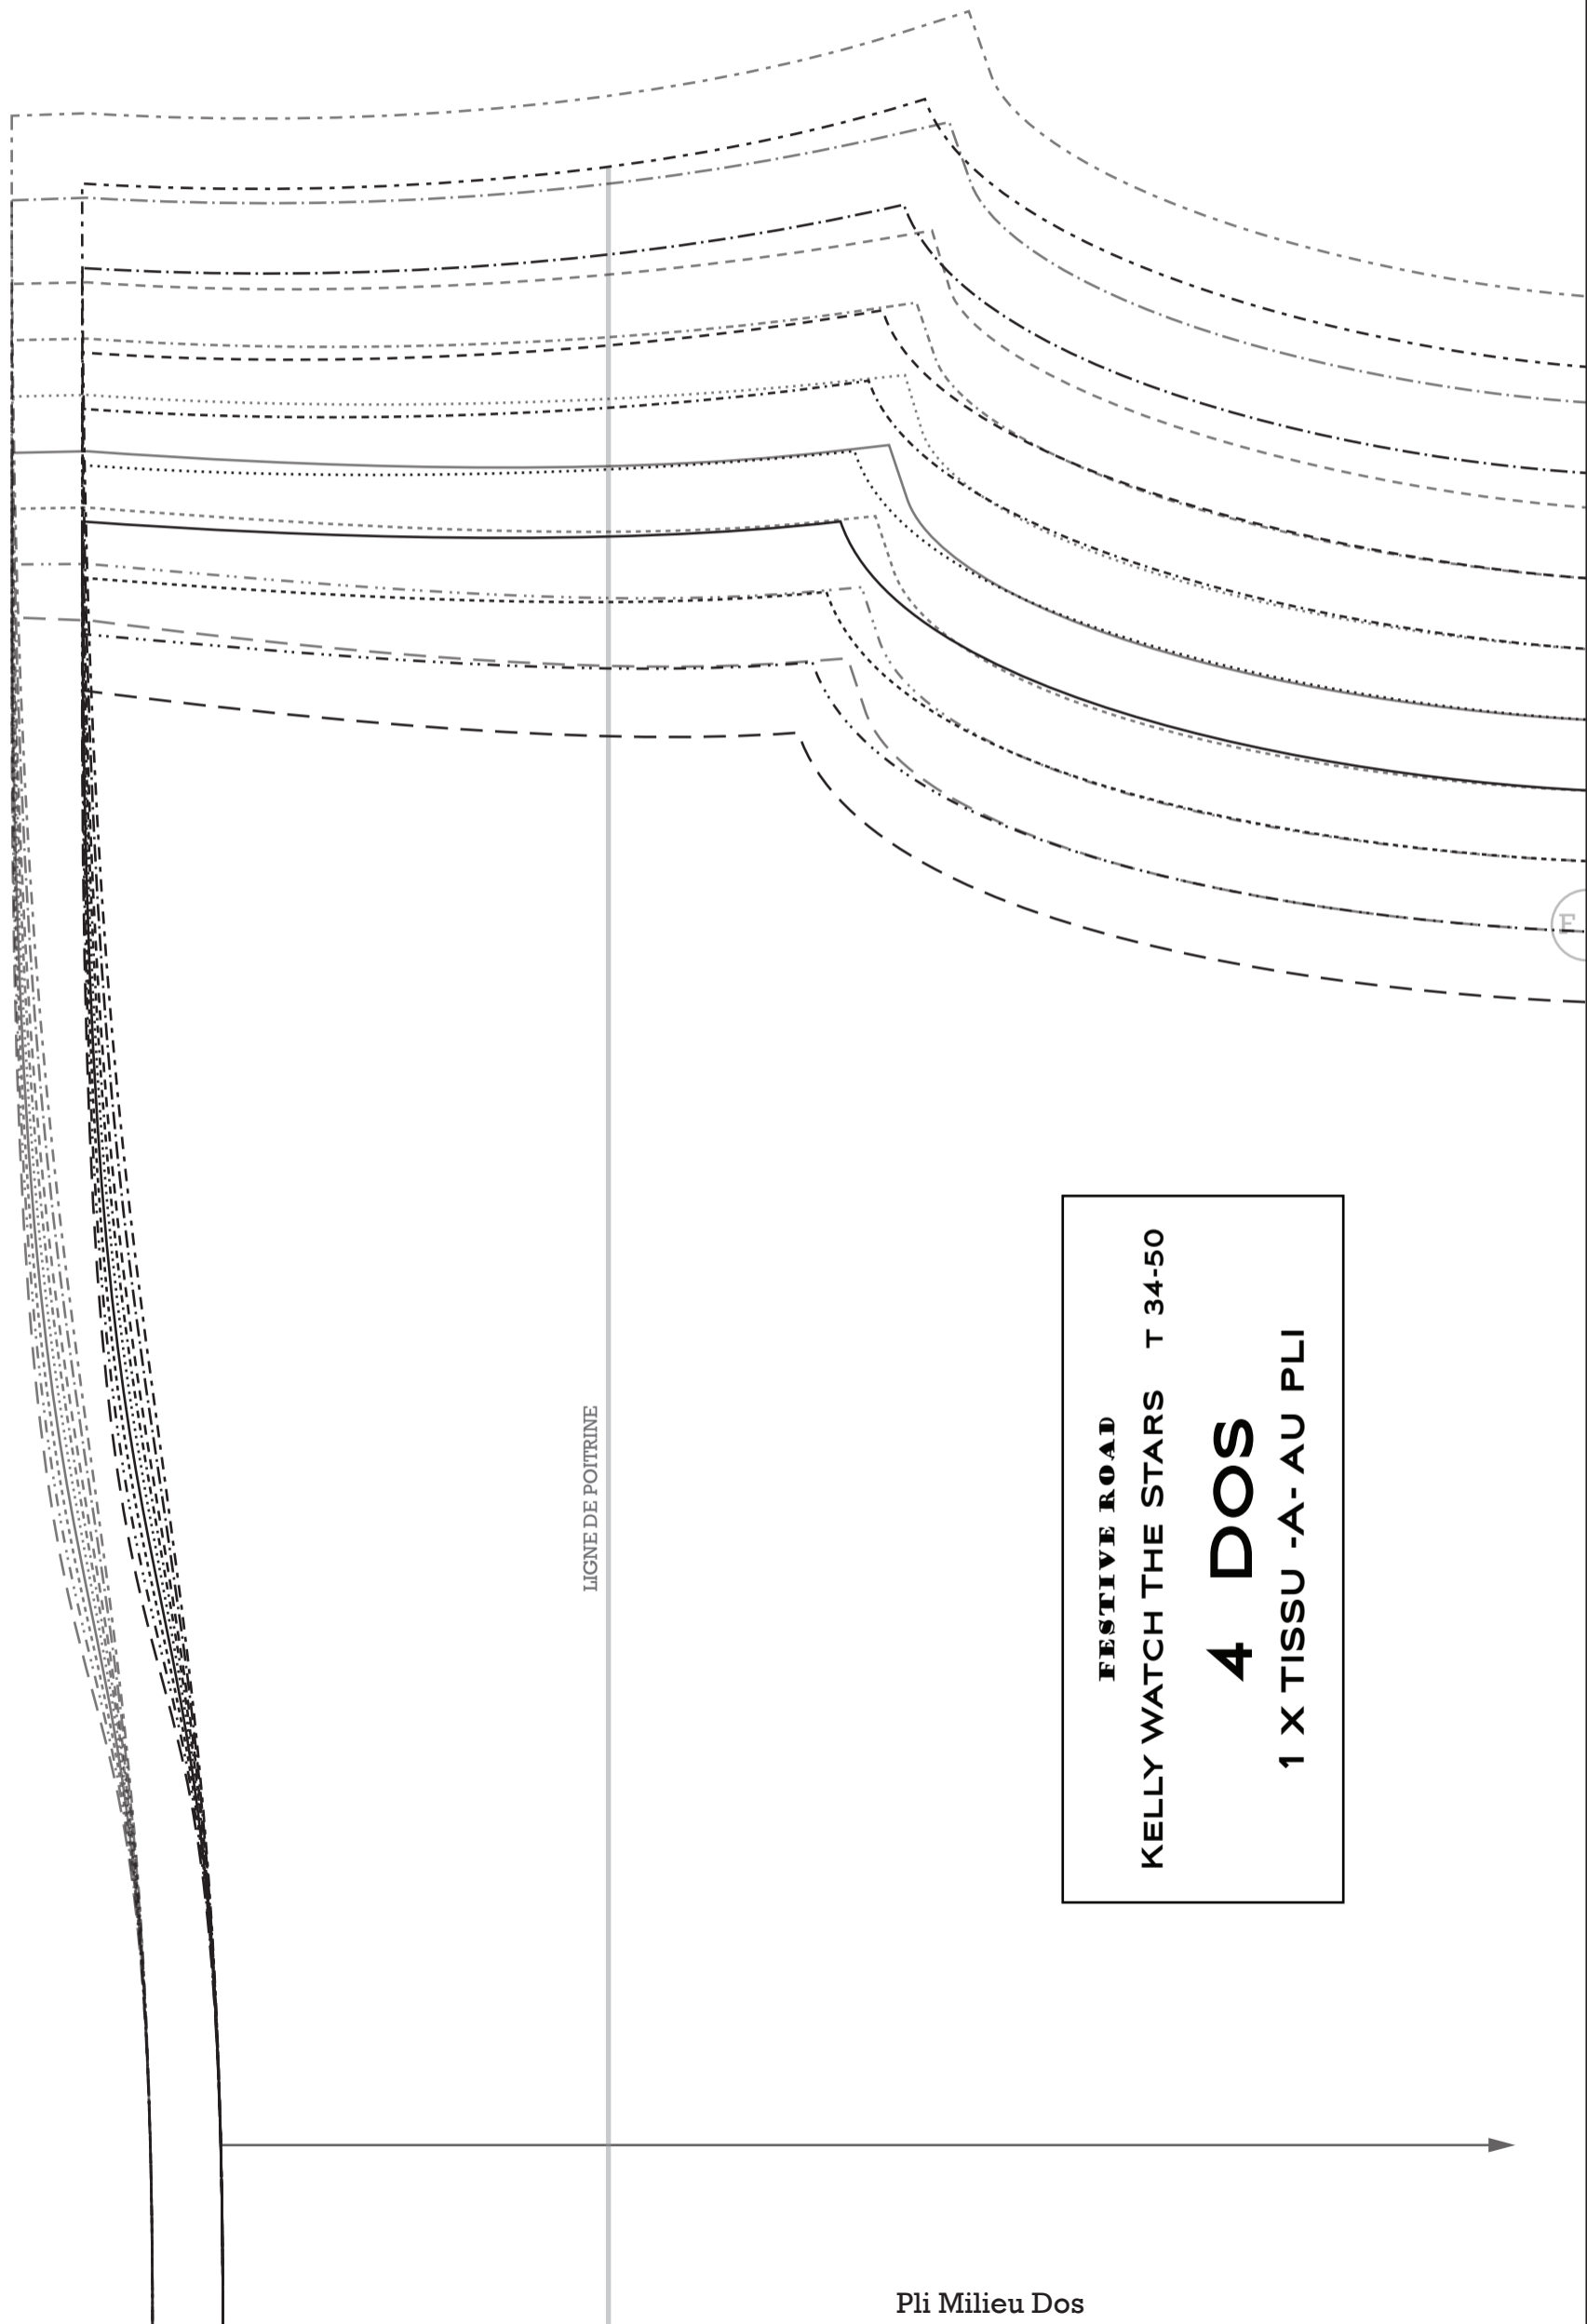 FESTIVE ROAD
KELLY WATCH THE STARS T 34-50
4 DOS
1 X TISSU -A- AU PLI
LIGNE DE POITRINE
E
Pli Milieu Dos